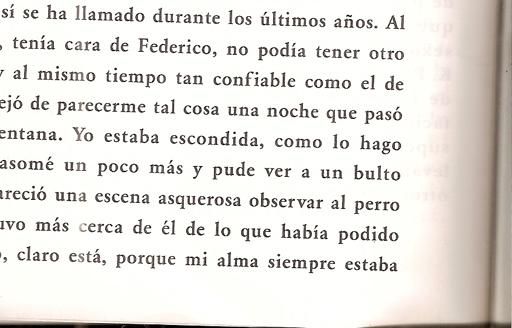 sí se ha llamado durante los últimos años. Al
, tenía cara de Federico, no podía tener otro
y al mismo tiempo tan confiable como el de
ejó de parecerme tal cosa una noche que pasó
entana. Yo estaba escondida, como lo hago
asomé un poco más y pude ver a un bulto
areció una escena asquerosa observar al perro
uvo más cerca de él de lo que había podido
, claro está, porque mi alma siempre estaba